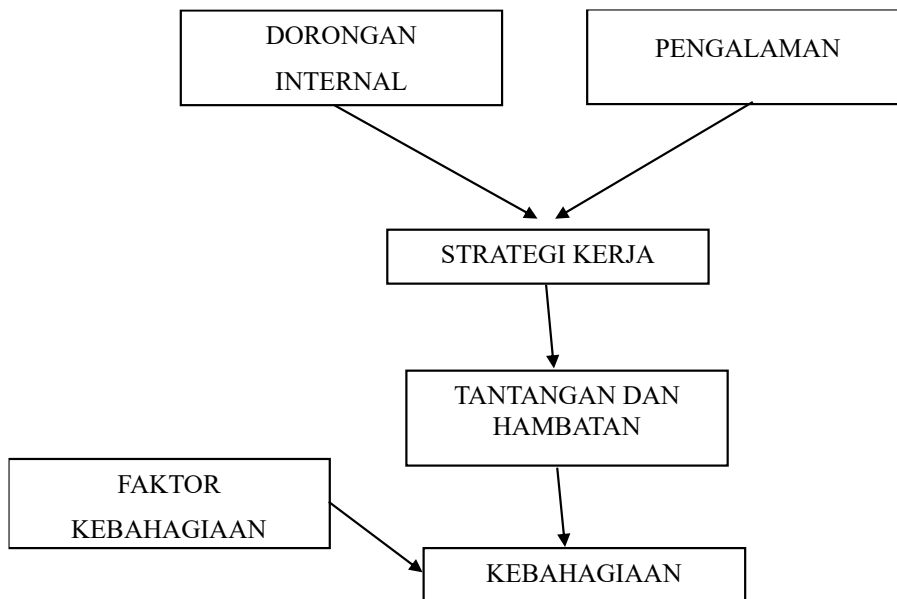 DORONGAN
INTERNAL
PENGALAMAN
STRATEGI KERJA
TANTANGAN DAN
HAMBATAN
FAKTOR
KEBAHAGIAAN
KEBAHAGIAAN